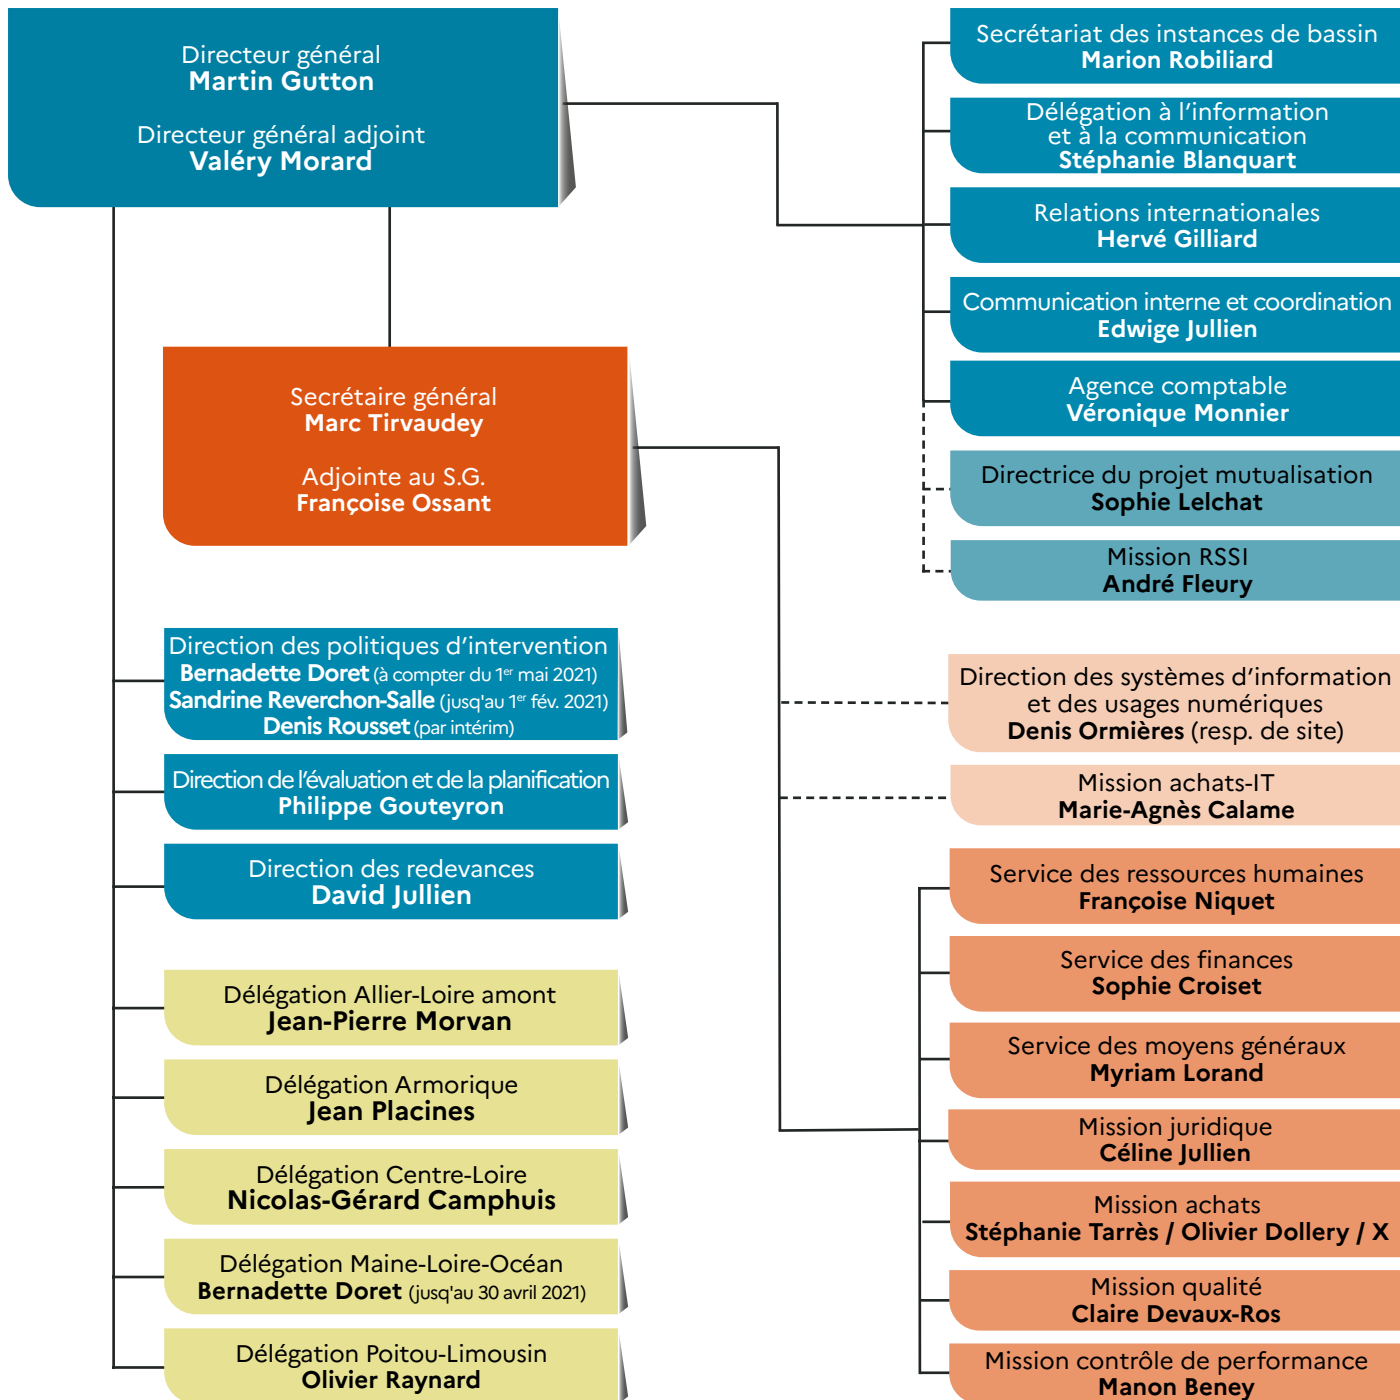 Directeur général
Martin Gutton
Directeur général adjoint
Valéry Morard
Secrétaire général
Marc Tirvaudey
Adjointe au S.G.
Françoise Ossant
Direction des politiques d’intervention
Bernadette Doret (à compter du 1er mai 2021)
Sandrine Reverchon-Salle (jusqu'au 1er fév. 2021)
Denis Rousset (par intérim)
Direction de l’évaluation et de la planification
Philippe Gouteyron
Direction des redevances
David Jullien
Délégation Allier-Loire amont
Jean-Pierre Morvan
Délégation Armorique
Jean Placines
Délégation Centre-Loire
Nicolas-Gérard Camphuis
Délégation Maine-Loire-Océan
Bernadette Doret (jusqu'au 30 avril 2021)
Délégation Poitou-Limousin
Olivier Raynard
Secrétariat des instances de bassin
Marion Robiliard
Délégation à l’information
et à la communication
Stéphanie Blanquart
Relations internationales
Hervé Gilliard
Communication interne et coordination
Edwige Jullien
Agence comptable
Véronique Monnier
Directrice du projet mutualisation
Sophie Lelchat
Mission RSSI
André Fleury
Direction des systèmes d’information
et des usages numériques
Denis Ormières (resp. de site)
Mission achats-IT
Marie-Agnès Calame
Service des ressources humaines
Françoise Niquet
Service des finances
Sophie Croiset
Service des moyens généraux
Myriam Lorand
Mission juridique
Céline Jullien
Mission achats
Stéphanie Tarrès / Olivier Dollery / X
Mission qualité
Claire Devaux-Ros
Mission contrôle de performance
Manon Beney